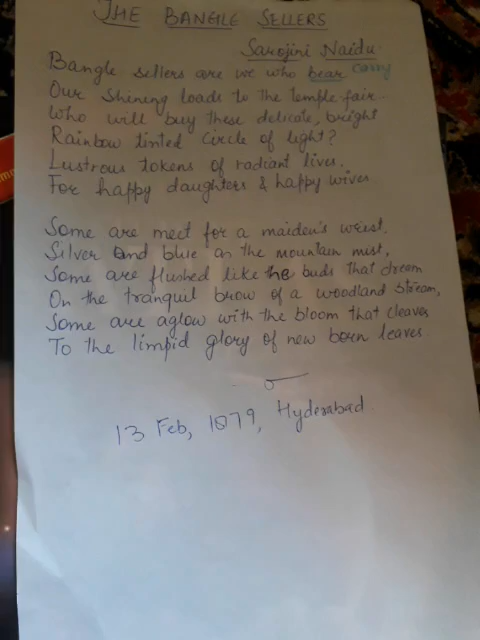 THE BANGLE SELLERS
Sarojini Naidu.
Bangle sellers are we who bear carry
Our shining loads to the temple fair..
Who will buy these delicate, bright
Rainbow tinted circle of light?
Lustrous tokens of radiant lives.
For happy daughters & happy wives.
Some are meet for a maiden's wrist.
Silver and blue as the mountain mist,
Some are flushed like the buds that dream
On the tranquil brow of a woodland stream,
Some are aglow with the bloom that cleaves
To the limpid glory of new born leaves.
13 Feb, 1879, Hyderabad.